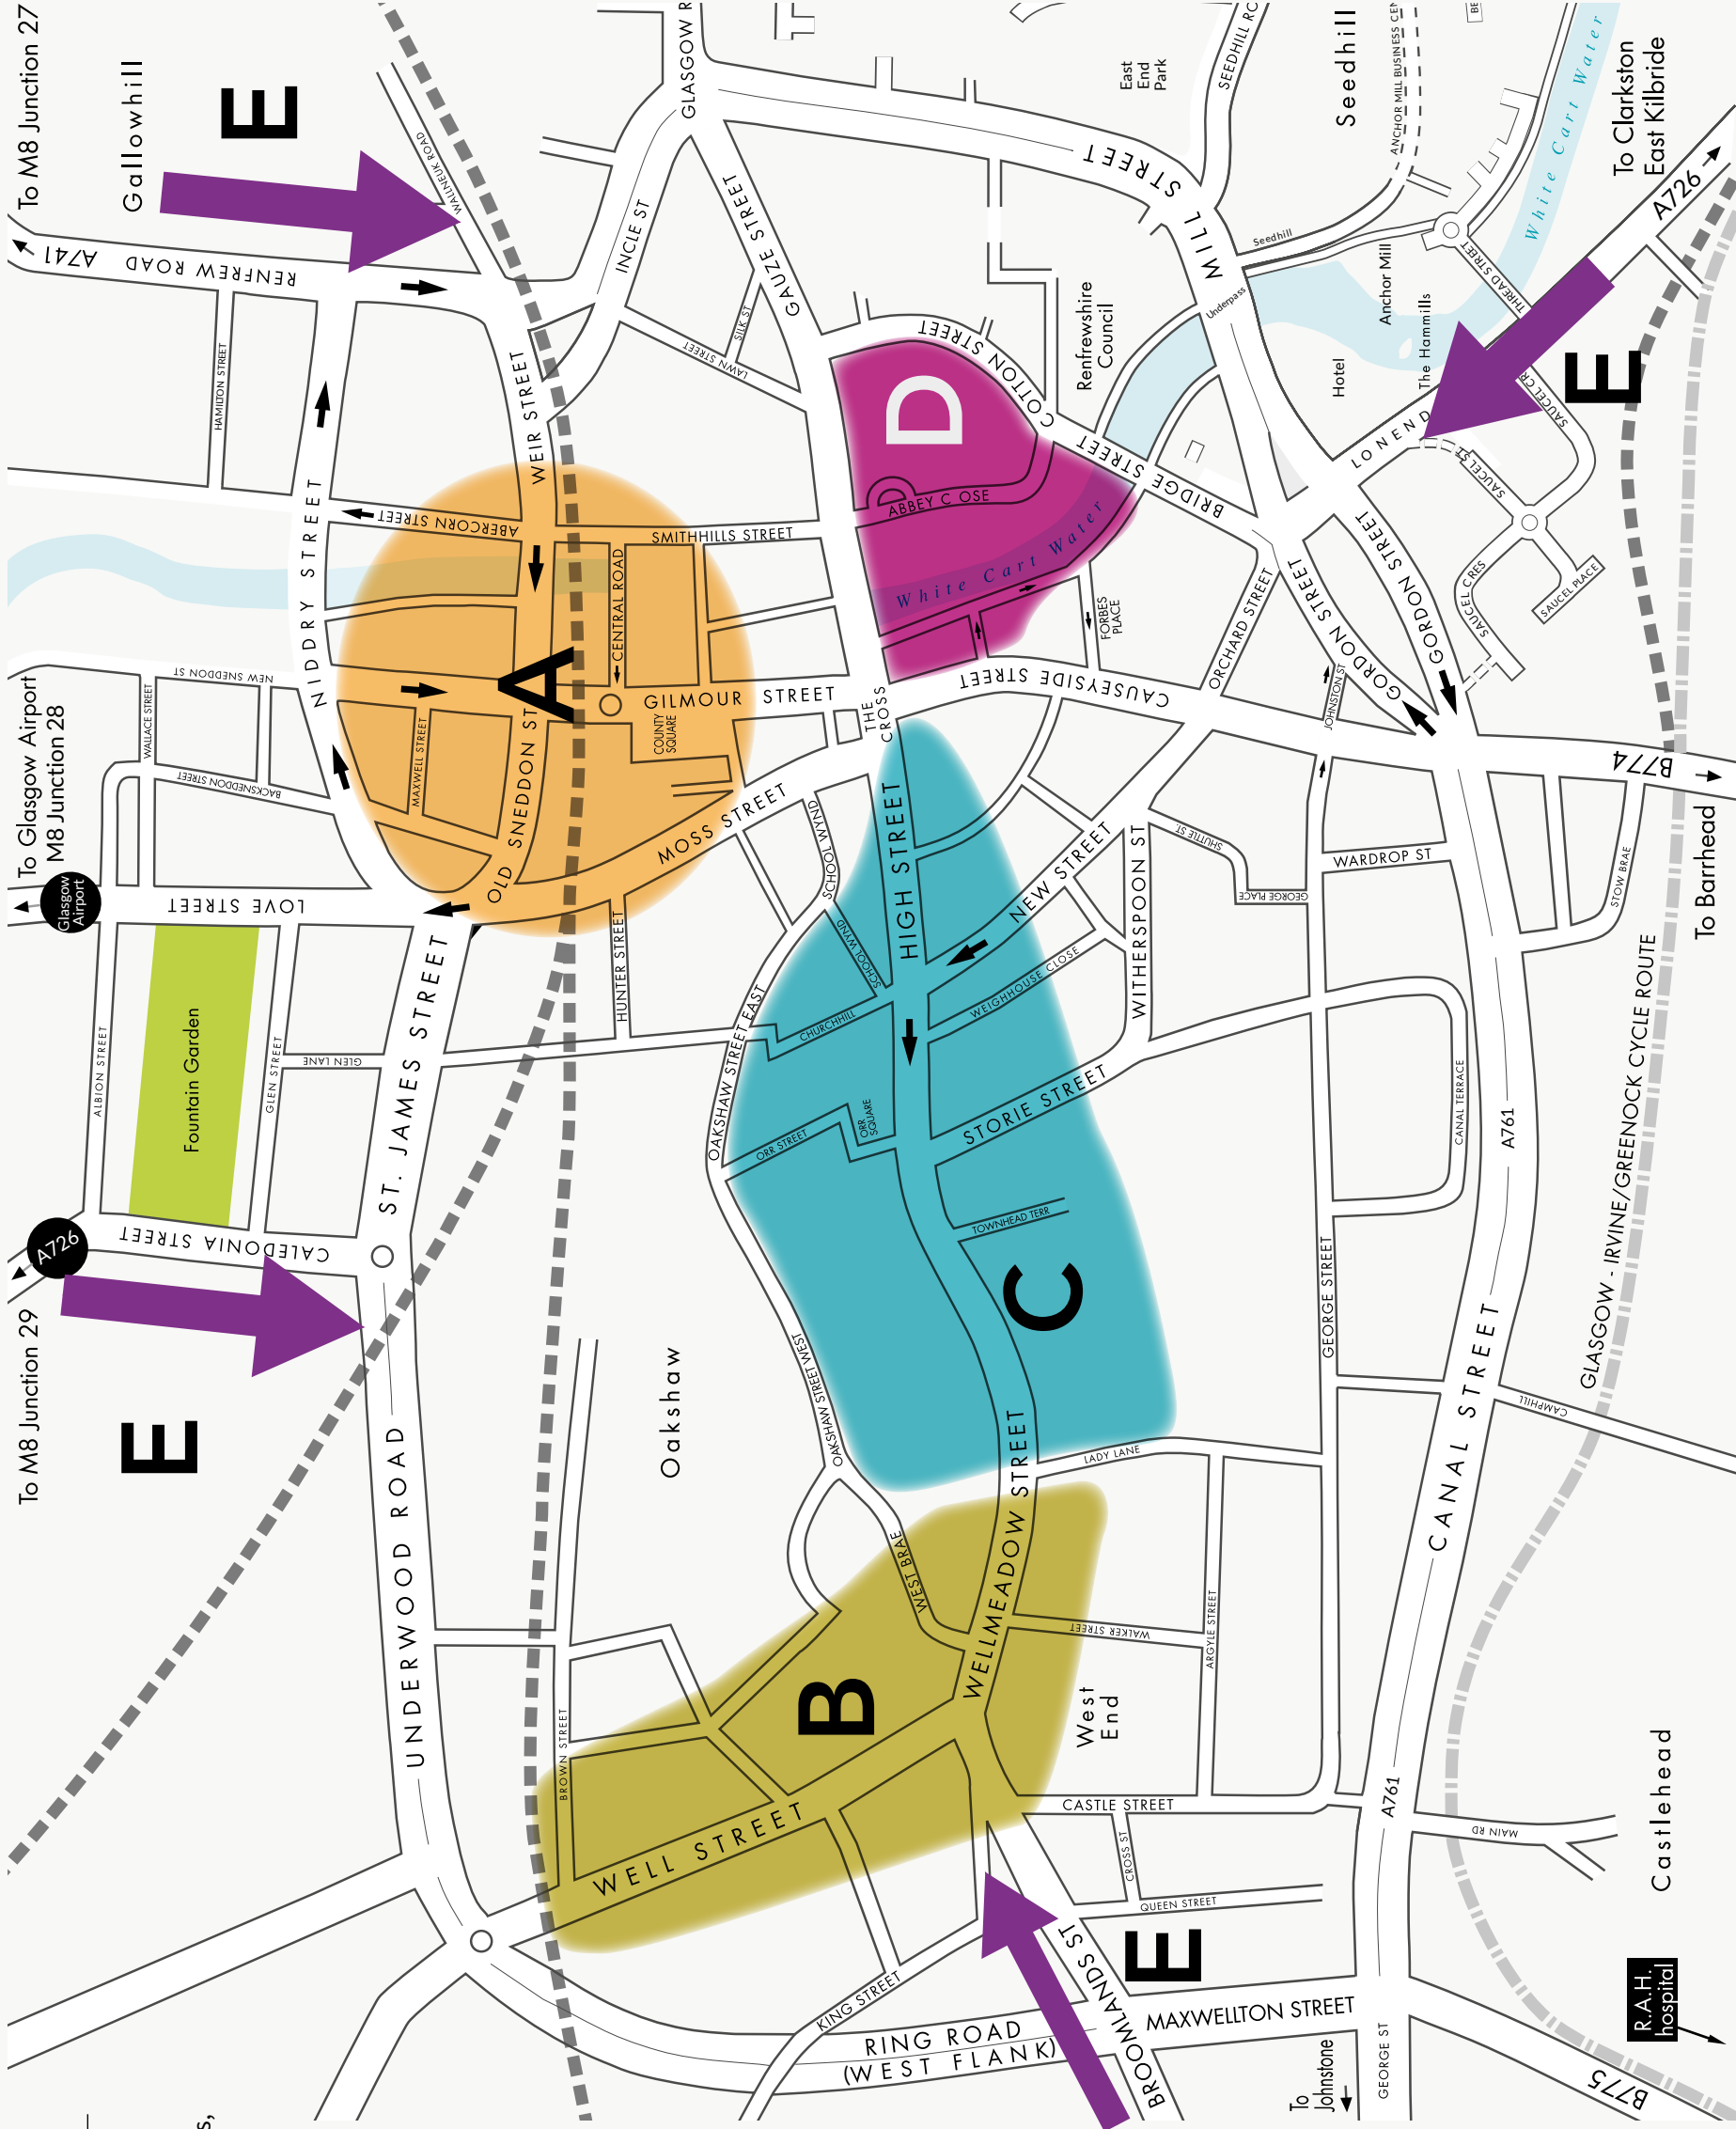 To M8 Junction 29
To Glasgow Airport
M8 Junction 28
To M8 Junction 27
A726
Glasgow
Airport
Gallowhill
E
E
A741
RENFREW ROAD
WALLNEUK ROAD
HAMILTON STREET
ALBION STREET
Fountain Garden
GLEN STREET
GLEN LANE
LOVE STREET
CALEDONIA STREET
WALLACE STREET
NEW SNEDDON ST
BACKSNEDDON STREET
NIDDRY STREET
ABERCORN STREET
WEIR STREET
INCLE ST
GLASGOW R
UNDERWOOD ROAD
ST. JAMES STREET
MAXWELL STREET
OLD SNEDDON ST
A
CENTRAL ROAD
SMITHHILLS STREET
GILMOUR STREET
COUNTY
SQUARE
MOSS STREET
HUNTER STREET
LAWN STREET
SILK ST
GAUZE STREET
Oakshaw
BROWN STREET
WELL STREET
B
WEST BRAE
WELLMEADOW STREET
OAKSHAW STREET WEST
OAKSHAW STREET EAST
ORR STREET
ORR
SQUARE
CHURCHHILL
SCHOOL WYND
SCHOOL WYND
HIGH STREET
THE
CROSS
C
TOWNHEAD TERR
STORIE STREET
WEIGHHOUSE CLOSE
NEW STREET
WITHERSPOON ST
D
ABBEY C OSE
White Cart Water
COTTON STREET
BRIDGE STREET
FORBES
PLACE
CAUSEYSIDE STREET
ORCHARD STREET
Renfrewshire
Council
East
End
Park
MILL STREET
SEEDHILL RO
Seedhill
Underpass
Seedhill
ANCHOR MILL BUSINESS CEN
BE
Anchor Mill
The Hammills
Hotel
THREAD STREET
White Cart Water
To Clarkston
East Kilbride
A726
E
LONEND
SAUCEL ST
SAUCEL CR
SAUCEL CRES
SAUCEL PLACE
GORDON STREET
GORDON STREET
JOHNSTON ST
SHUTTLE ST
GEORGE PLACE
WARDROP ST
STOW BRAE
B774
To Barrhead
GLASGOW - IRVINE/GREENOCK CYCLE ROUTE
CANAL TERRACE
A761
GEORGE STREET
CANAL STREET
CAMPHILL
LADY LANE
WALKER STREET
ARGYLE STREET
West
End
CASTLE STREET
CROSS ST
QUEEN STREET
A761
MAIN RD
Castlehead
KING STREET
RING ROAD
(WEST FLANK)
BROOMLANDS ST
E
MAXWELLTON STREET
GEORGE ST
To
Johnstone
B775
R.A.H.
hospital
s,